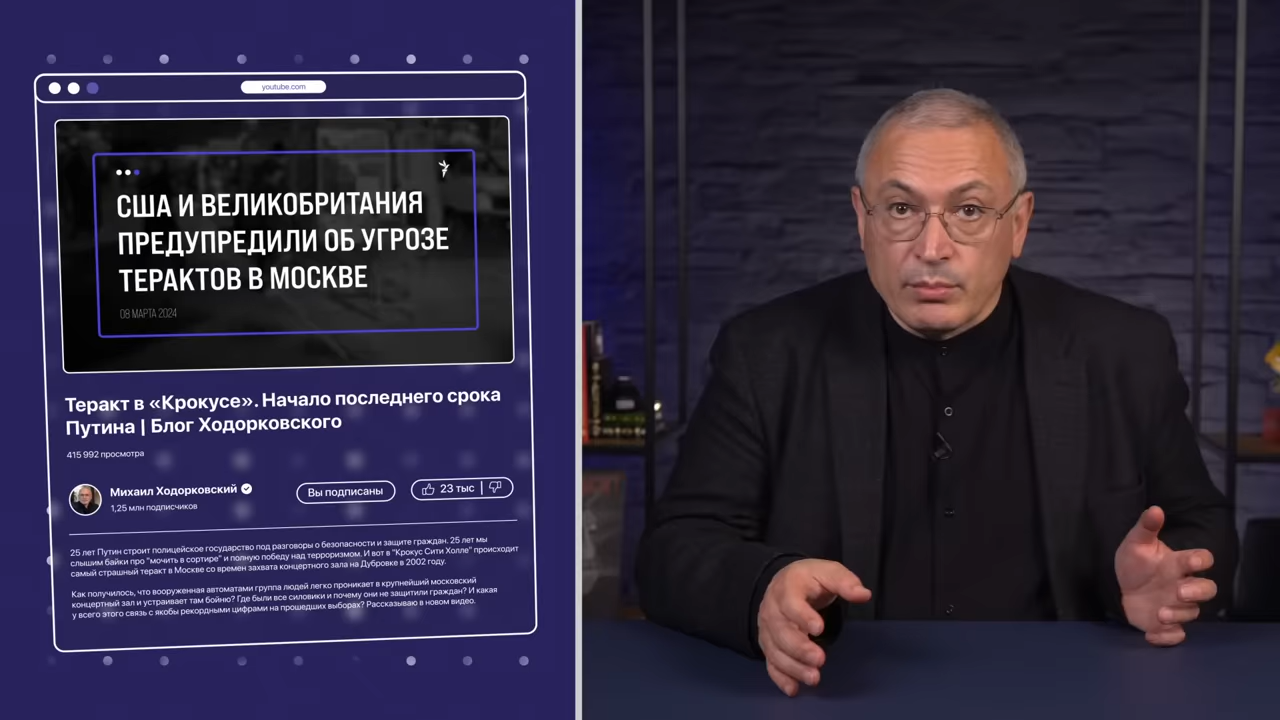 youtube.com
США И ВЕЛИКОБРИТАНИЯ
ПРЕДУПРЕДИЛИ ОБ УГРОЗЕ
ТЕРАКТОВ В МОСКВЕ
08 МАРТА 2024
Теракт в «Крокусе». Начало последнего срока
Путина | Блог Ходорковского
415 992 просмотра
Михаил Ходорковский
1,25 млн подписчиков
Вы подписаны
23 тыс
25 лет Путин строит полицейское государство под разговоры о безопасности и защите граждан. 25 лет мы
слышим байки про "мочить в сортире" и полную победу над терроризмом. И вот в "Крокус Сити Холле" происходит
самый страшный теракт в Москве со времен захвата концертного зала на Дубровке в 2002 году.
Как получилось, что вооруженная автоматами группа людей легко проникает в крупнейший московский
концертный зал и устраивает там бойню? Где были все силовики и почему они не защитили граждан? И какая
у всего этого связь с якобы рекордными цифрами на прошедших выборах? Рассказываю в новом видео.